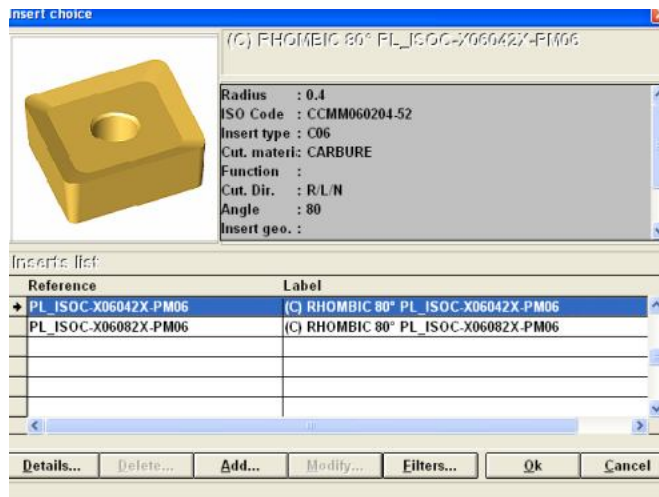 Insert choice
(C) RHOMBIC 80° PL_ISOC-X06042X-PM06
Radius : 0.4
ISO Code : CCMM060204-52
Insert type : C06
Cut. materi.: CARBURE
Function :
Cut. Dir. : R/L/N
Angle : 80
Insert geo. :
Inserts list
Reference Label
PL_ISOC-X06042X-PM06 (C) RHOMBIC 80° PL_ISOC-X06042X-PM06
PL_ISOC-X06082X-PM06 (C) RHOMBIC 80° PL_ISOC-X06082X-PM06
Details... Delete... Add... Modify... Filters... Ok Cancel